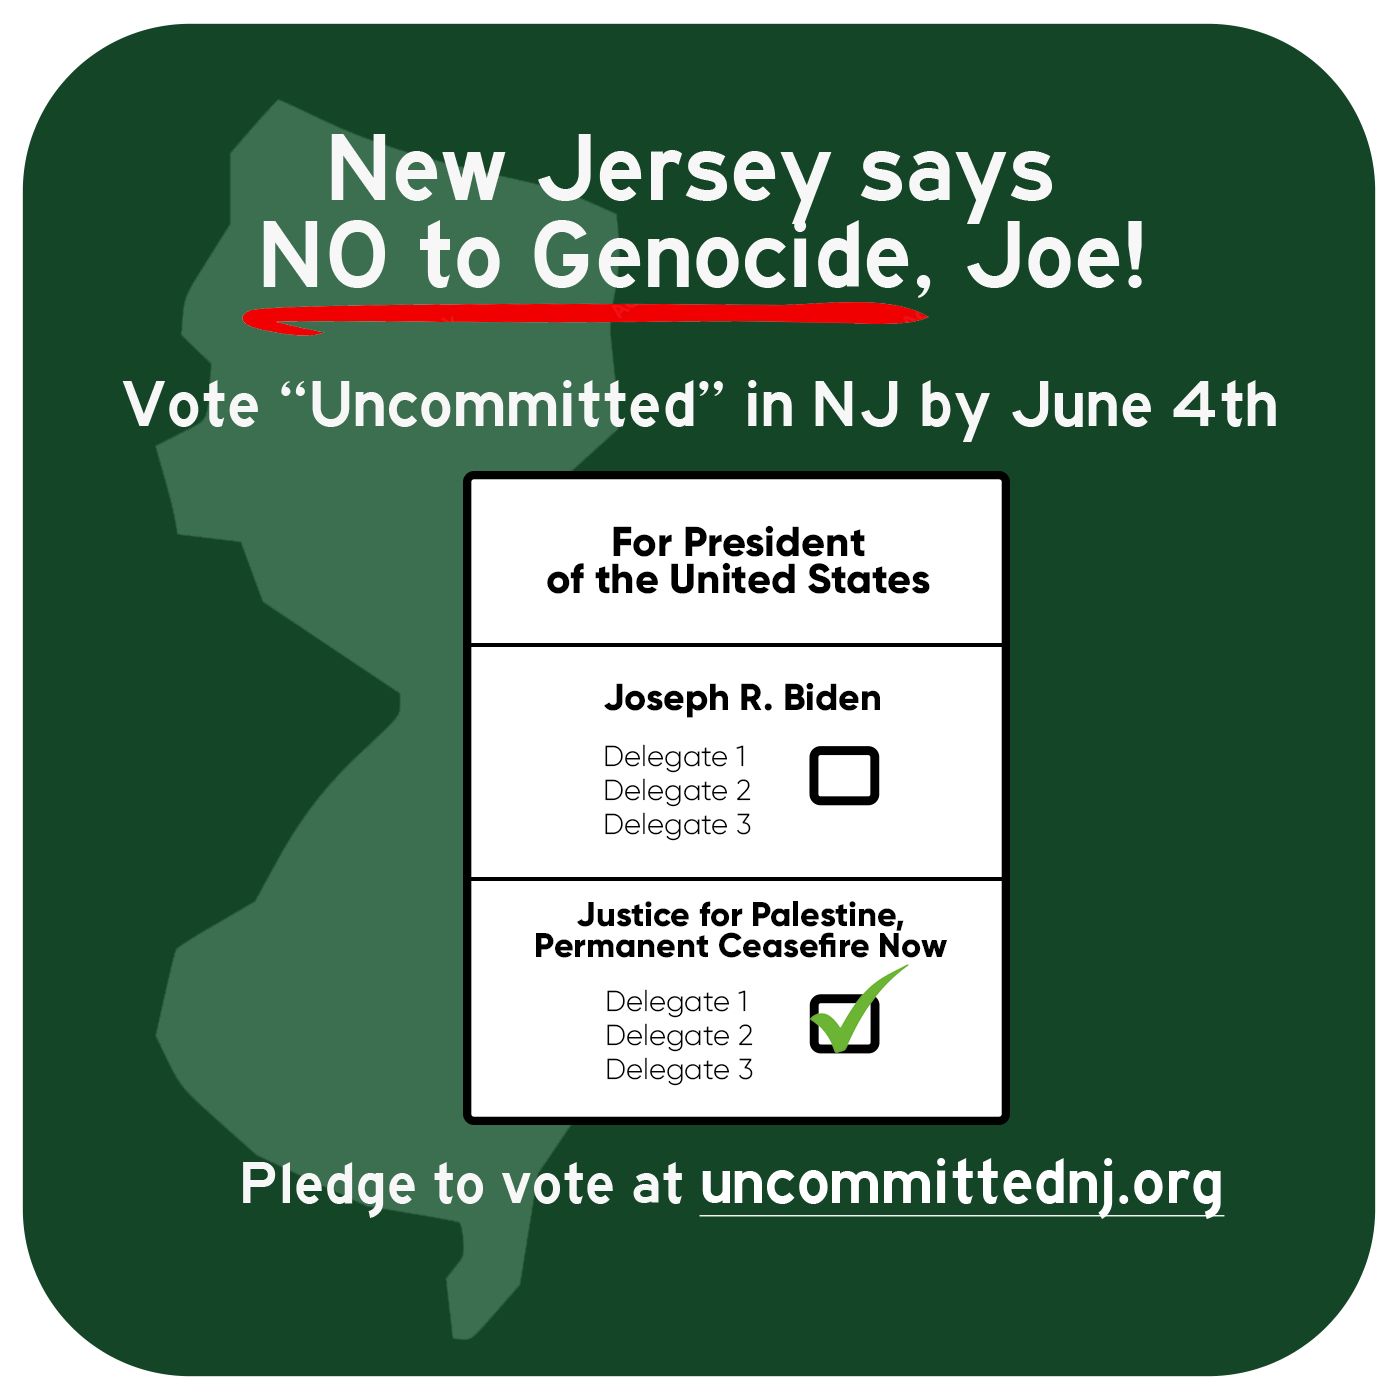 New Jersey says
NO to Genocide, Joe!
Vote “Uncommitted” in NJ by June 4th
For President
of the United States
Joseph R. Biden
Delegate 1
Delegate 2
Delegate 3
Justice for Palestine,
Permanent Ceasefire Now
Delegate 1
Delegate 2
Delegate 3
Pledge to vote at uncommittednj.org